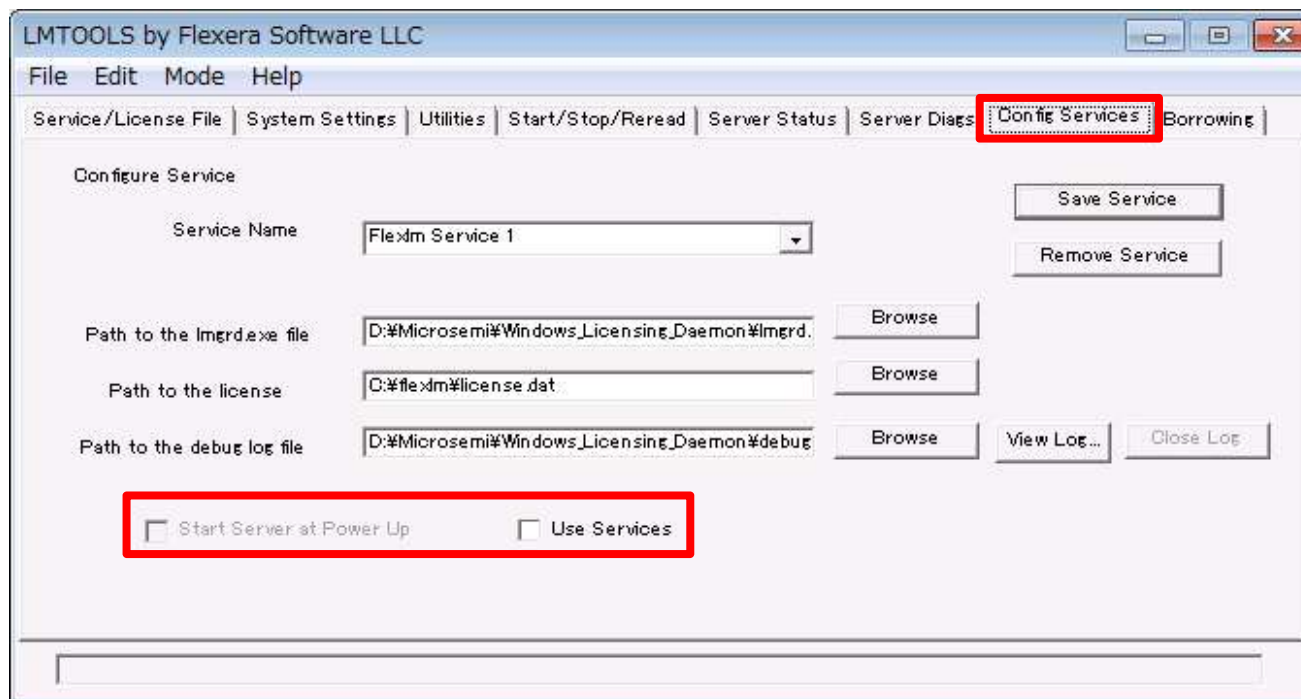 LMTOOLS by Flexera Software LLC
File Edit Mode Help
Service/License File System Settings Utilities Start/Stop/Reread Server Status Server Diags Config Services Borrowing
Configure Service
Save Service
Service Name Flexlm Service 1
Remove Service
Path to the lmgrd.exe file D:¥Microsemi¥Windows_Licensing_Daemon¥lmgrd. Browse
Path to the license C:¥flexlm¥license.dat Browse
Path to the debug log file D:¥Microsemi¥Windows_Licensing_Daemon¥debug Browse View Log... Close Log
Start Server at Power Up Use Services